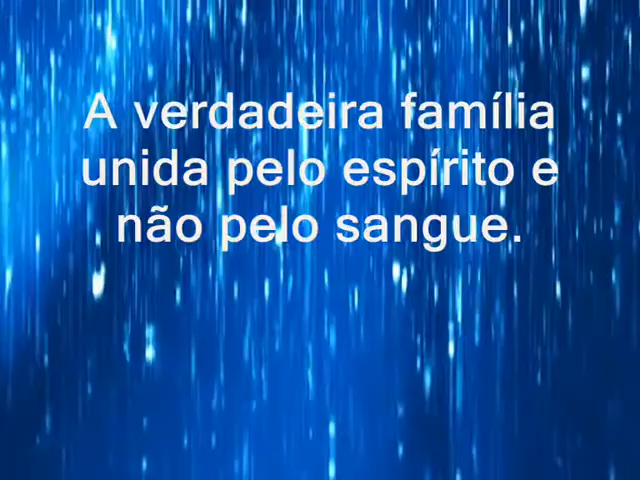 A verdadeira família
unida pelo espírito e
não pelo sangue.